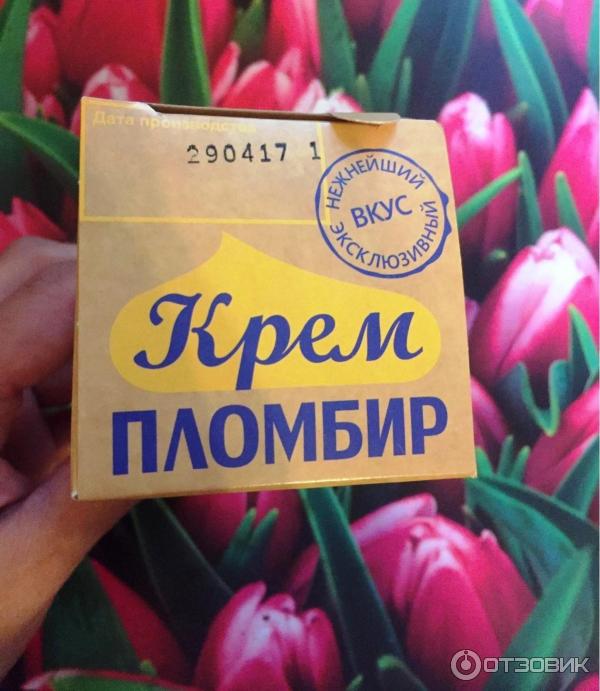 Дата производства
290417 1
НЕЖНЕЙШИЙ
ВКУС
ЭКСКЛЮЗИВНЫЙ
Крем
ПЛОМБИР
ОТЗОВИК